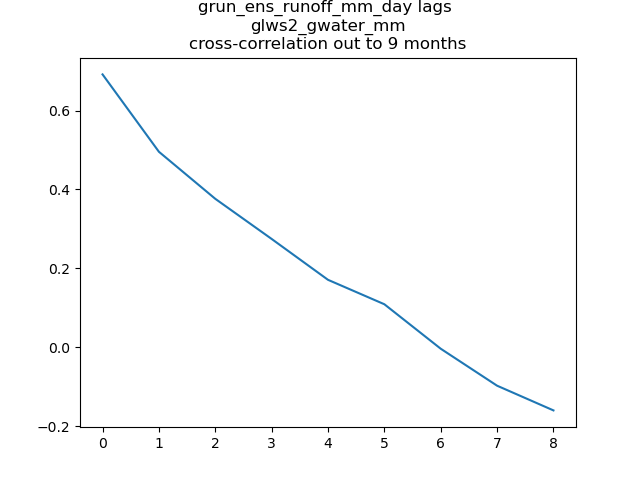 grun_ens_runoff_mm_day lags
glws2_gwater_mm
cross-correlation out to 9 months
0.6
0.4
0.2
0.0
−0.2
0 1 2 3 4 5 6 7 8